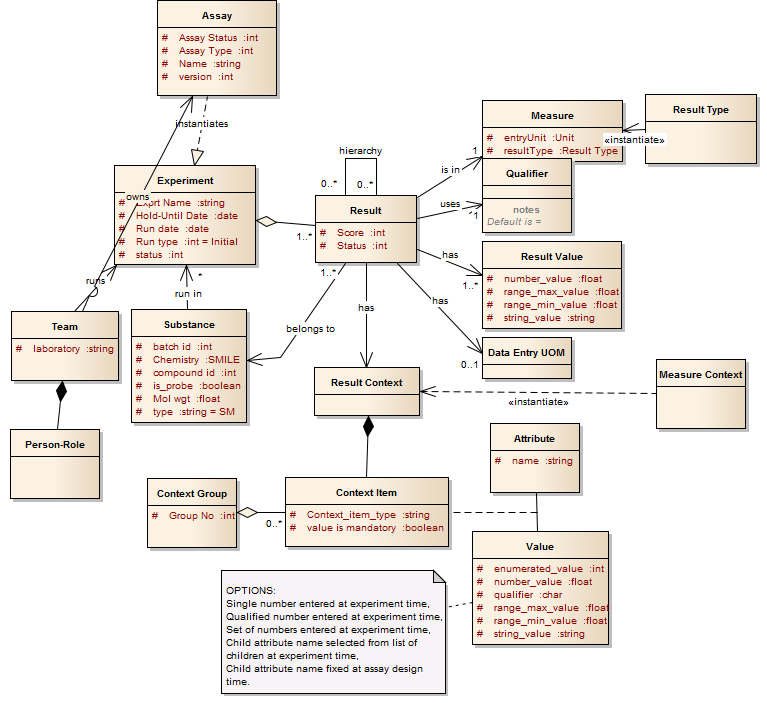 Assay
# Assay Status :int
# Assay Type :int
# Name :string
# version :int
instantiates
Experiment
# Exprt Name :string
# Hold-Until Date :date
# Run date :date
# Run type :int = Initial
# status :int
owns
runs
run in
*
hierarchy
0..*
0..*
Result
# Score :int
# Status :int
1..*
1..*
is in
1
uses
1
has
1..*
has
0..1
has
belongs to
Measure
# entryUnit :Unit
# resultType :Result Type
Result Type
«instantiate»
Qualifier
notes
Default is =
Result Value
# number_value :float
# range_max_value :float
# range_min_value :float
# string_value :string
Data Entry UOM
Team
# laboratory :string
Substance
# batch id :int
# Chemistry :SMILE
# compound id :int
# is_probe :boolean
# Mol wgt :float
# type :string = SM
Result Context
«instantiate»
Measure Context
Person-Role
Attribute
# name :string
Context Group
# Group No :int
0..*
Context Item
# Context_item_type :string
# value is mandatory :boolean
Value
# enumerated_value :int
# number_value :float
# qualifier :char
# range_max_value :float
# range_min_value :float
# string_value :string
OPTIONS:
Single number entered at experiment time,
Qualified number entered at experiment time,
Set of numbers entered at experiment time,
Child attribute name selected from list of
children at experiment time,
Child attribute name fixed at assay design
time.